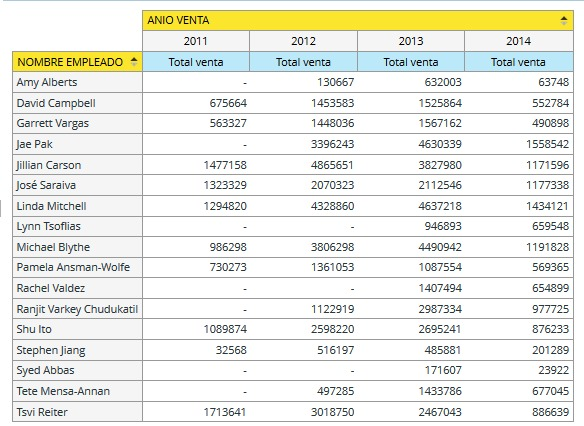 ANIO VENTA
2011 2012 2013 2014
NOMBRE EMPLEADO Total venta Total venta Total venta Total venta
Amy Alberts - 130667 632003 63748
David Campbell 675664 1453583 1525864 552784
Garrett Vargas 563327 1448036 1567162 490898
Jae Pak - 3396243 4630339 1558542
Jillian Carson 1477158 4865651 3827980 1171596
José Saraiva 1323329 2070323 2112546 1177338
Linda Mitchell 1294820 4328860 4637218 1434121
Lynn Tsoflias - - 946893 659548
Michael Blythe 986298 3806298 4490942 1191828
Pamela Ansman-Wolfe 730273 1361053 1087554 569365
Rachel Valdez - - 1407494 654899
Ranjit Varkey Chudukatil - 1122919 2987334 977725
Shu Ito 1089874 2598220 2695241 876233
Stephen Jiang 32568 516197 485881 201289
Syed Abbas - - 171607 23922
Tete Mensa-Annan - 497285 1433786 677045
Tsvi Reiter 1713641 3018750 2467043 886639